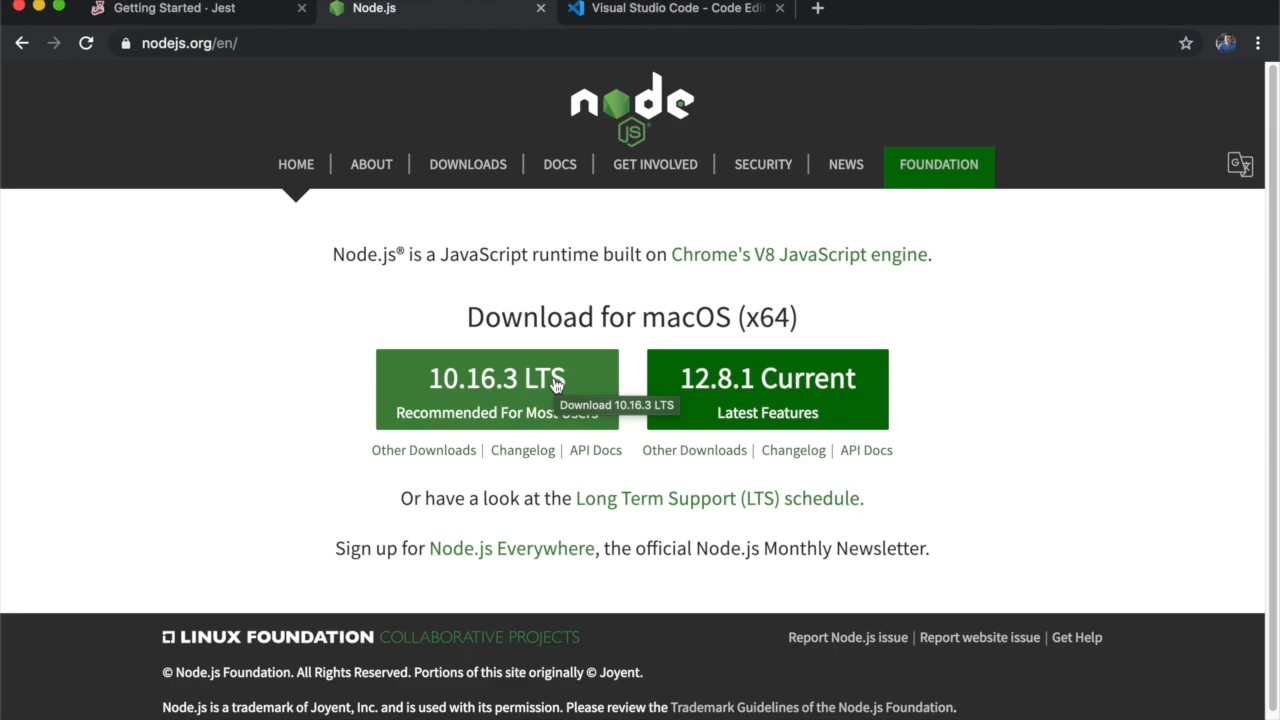 Getting Started · Jest
Node.js
Visual Studio Code - Code Edi
nodejs.org/en/
node
JS
HOME | ABOUT | DOWNLOADS | DOCS | GET INVOLVED | SECURITY | NEWS FOUNDATION
Node.js® is a JavaScript runtime built on Chrome's V8 JavaScript engine.
Download for macOS (x64)
10.16.3 LTS
Recommended For Most Users
Download 10.16.3 LTS
12.8.1 Current
Latest Features
Other Downloads | Changelog | API Docs
Other Downloads | Changelog | API Docs
Or have a look at the Long Term Support (LTS) schedule.
Sign up for Node.js Everywhere, the official Node.js Monthly Newsletter.
LINUX FOUNDATION COLLABORATIVE PROJECTS
Report Node.js issue | Report website issue | Get Help
© Node.js Foundation. All Rights Reserved. Portions of this site originally © Joyent.
Node.js is a trademark of Joyent, Inc. and is used with its permission. Please review the Trademark Guidelines of the Node.js Foundation.